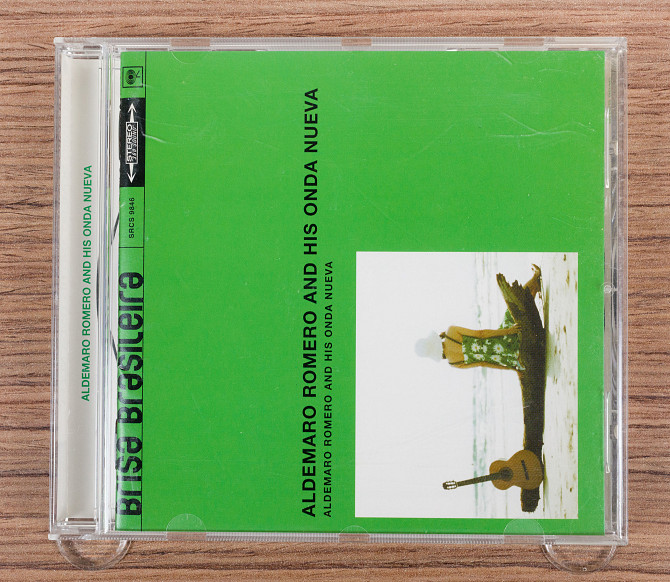 ALDEMARO ROMERO AND HIS ONDA NUEVA
STEREO
SRCS 9846
Brisa Brasileira
ALDEMARO ROMERO AND HIS ONDA NUEVA
ALDEMARO ROMERO AND HIS ONDA NUEVA